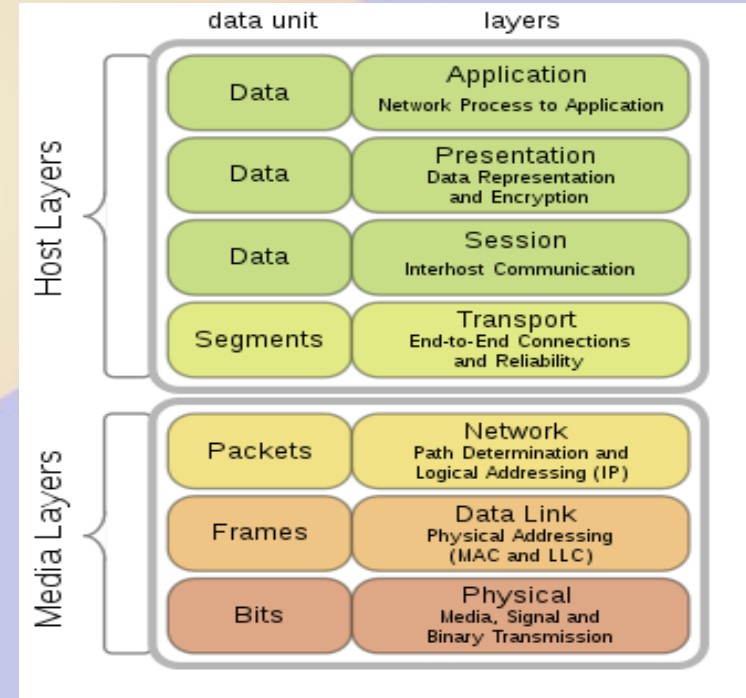 data unit layers
Host Layers
Data Application
Network Process to Application
Data Presentation
Data Representation
and Encryption
Data Session
Interhost Communication
Segments Transport
End-to-End Connections
and Reliability
Media Layers
Packets Network
Path Determination and
Logical Addressing (IP)
Frames Data Link
Physical Addressing
(MAC and LLC)
Bits Physical
Media, Signal and
Binary Transmission